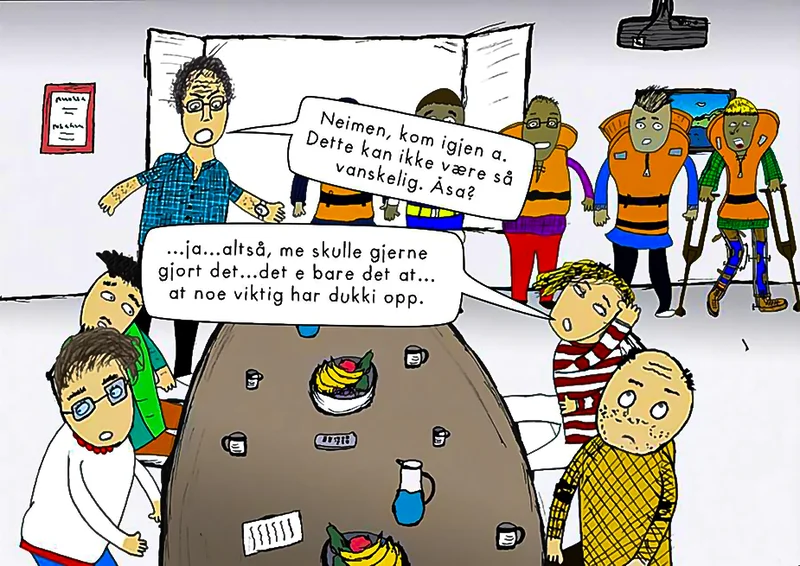 Neimen, kom igjen a.
Dette kan ikke være så
vanskelig. Åsa?
...ja...altså, me skulle gjerne
gjort det...det e bare det at...
at noe viktig har dukki opp.